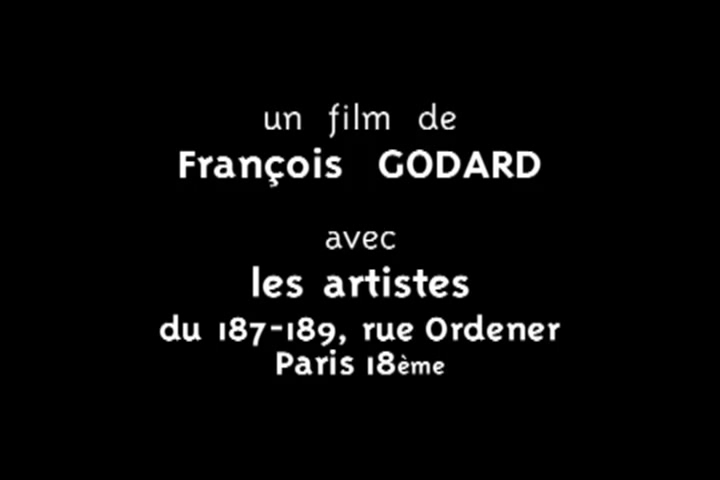 un film de
François GODARD
avec
les artistes
du 187-189, rue Ordener
Paris 18ème